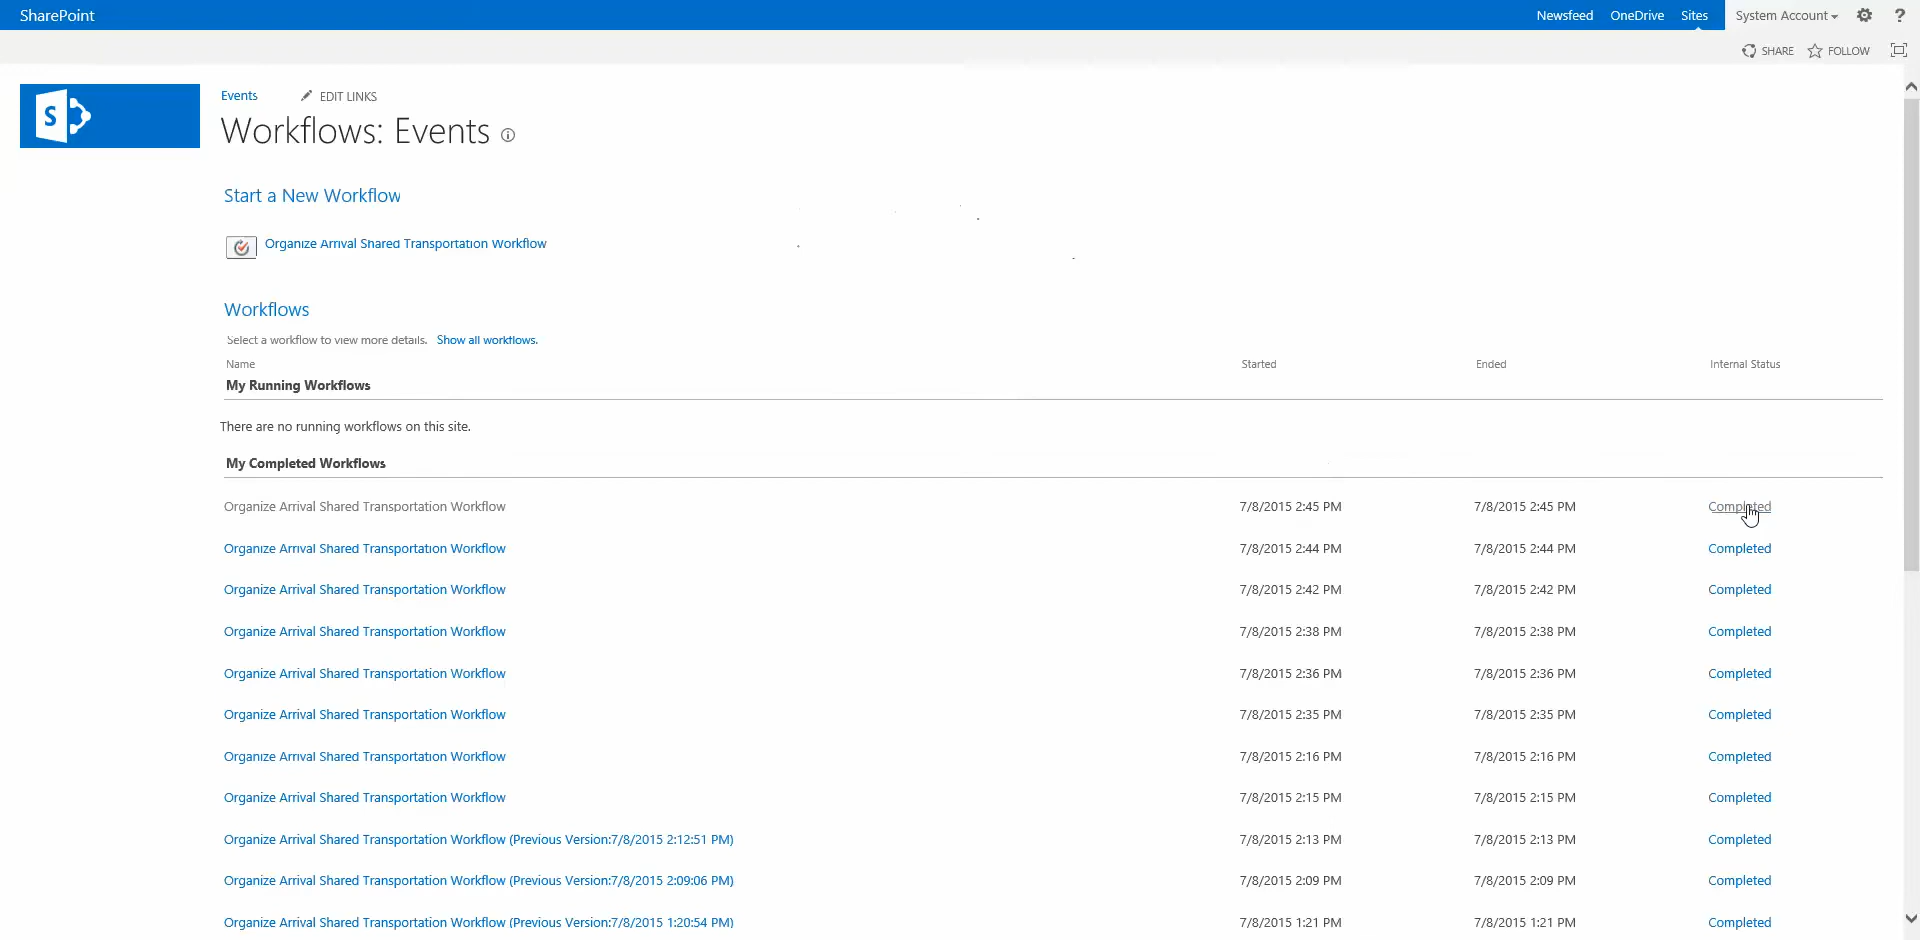 SharePoint
Newsfeed OneDrive Sites System Account ?
SHARE FOLLOW
S
Events EDIT LINKS
Workflows: Events
Start a New Workflow
Organize Arrival Shared Transportation Workflow
Workflows
Select a workflow to view more details. Show all workflows.
Name Started Ended Internal Status
My Running Workflows
There are no running workflows on this site.
My Completed Workflows
Organize Arrival Shared Transportation Workflow 7/8/2015 2:45 PM 7/8/2015 2:45 PM Completed
Organize Arrival Shared Transportation Workflow 7/8/2015 2:44 PM 7/8/2015 2:44 PM Completed
Organize Arrival Shared Transportation Workflow 7/8/2015 2:42 PM 7/8/2015 2:42 PM Completed
Organize Arrival Shared Transportation Workflow 7/8/2015 2:38 PM 7/8/2015 2:38 PM Completed
Organize Arrival Shared Transportation Workflow 7/8/2015 2:36 PM 7/8/2015 2:36 PM Completed
Organize Arrival Shared Transportation Workflow 7/8/2015 2:35 PM 7/8/2015 2:35 PM Completed
Organize Arrival Shared Transportation Workflow 7/8/2015 2:16 PM 7/8/2015 2:16 PM Completed
Organize Arrival Shared Transportation Workflow 7/8/2015 2:15 PM 7/8/2015 2:15 PM Completed
Organize Arrival Shared Transportation Workflow (Previous Version:7/8/2015 2:12:51 PM) 7/8/2015 2:13 PM 7/8/2015 2:13 PM Completed
Organize Arrival Shared Transportation Workflow (Previous Version:7/8/2015 2:09:06 PM) 7/8/2015 2:09 PM 7/8/2015 2:09 PM Completed
Organize Arrival Shared Transportation Workflow (Previous Version:7/8/2015 1:20:54 PM) 7/8/2015 1:21 PM 7/8/2015 1:21 PM Completed